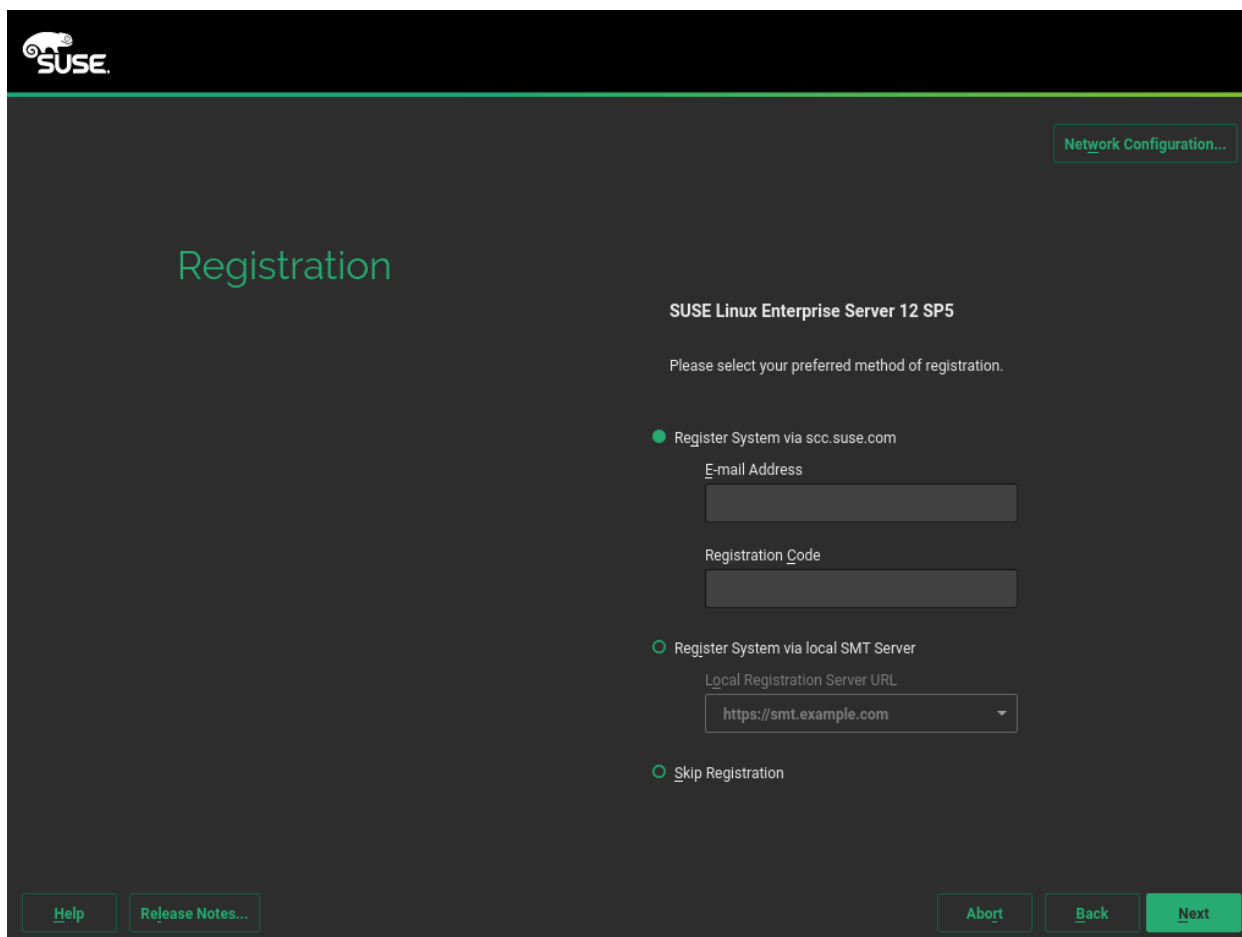 SUSE.
Network Configuration...
Registration
SUSE Linux Enterprise Server 12 SP5
Please select your preferred method of registration.
Register System via scc.suse.com
E-mail Address
Registration Code
Register System via local SMT Server
Local Registration Server URL
https://smt.example.com
Skip Registration
Help Release Notes... Abort Back Next